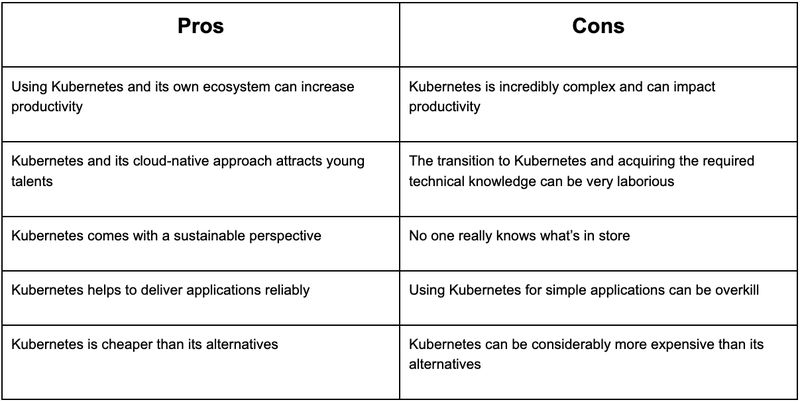 Pros
Cons
Using Kubernetes and its own ecosystem can increase
productivity
Kubernetes is incredibly complex and can impact
productivity
Kubernetes and its cloud-native approach attracts young
talents
The transition to Kubernetes and acquiring the required
technical knowledge can be very laborious
Kubernetes comes with a sustainable perspective
No one really knows what's in store
Kubernetes helps to deliver applications reliably
Using Kubernetes for simple applications can be overkill
Kubernetes is cheaper than its alternatives
Kubernetes can be considerably more expensive than its
alternatives